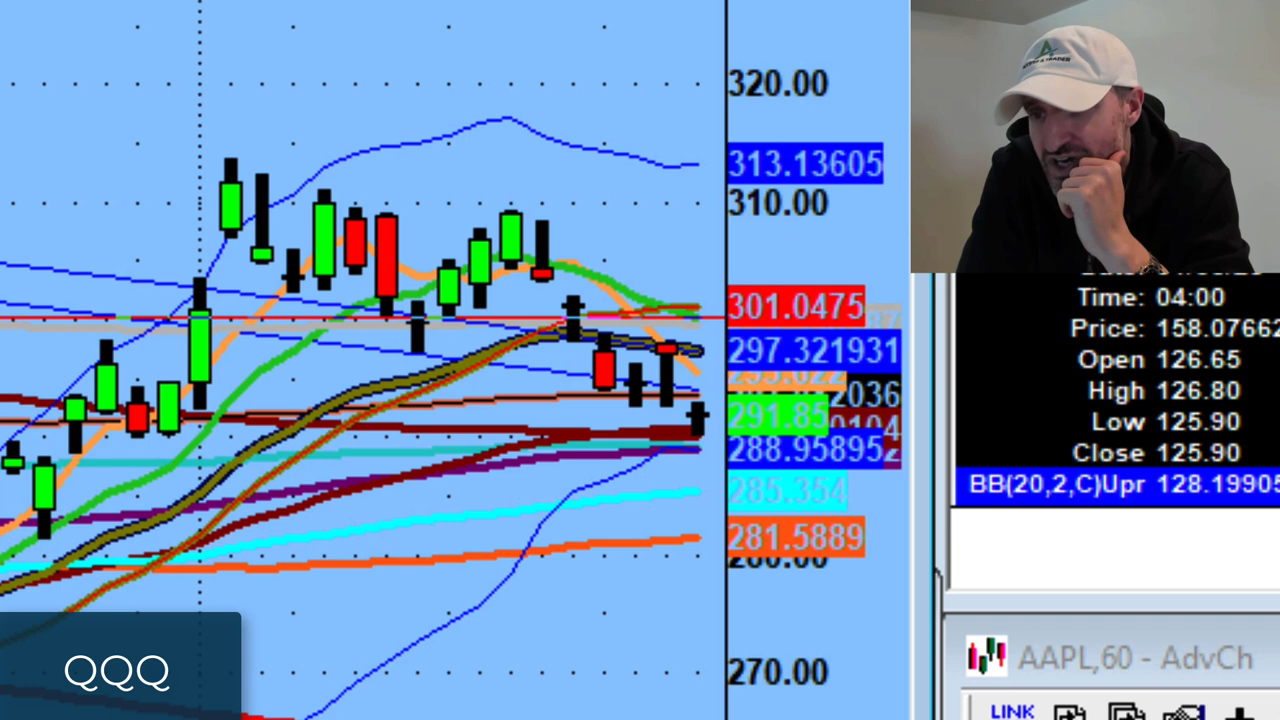 320.00
313.13605
310.00
301.0475
297.321931
2036
291.85
288.95895
285.354
281.5889
270.00
QQQ
Time: 04:00
Price: 158.07662
Open 126.65
High 126.80
Low 125.90
Close 125.90
BB(20,2,C)Upr 128.19905
AAPL,60 - AdvCh
LINK